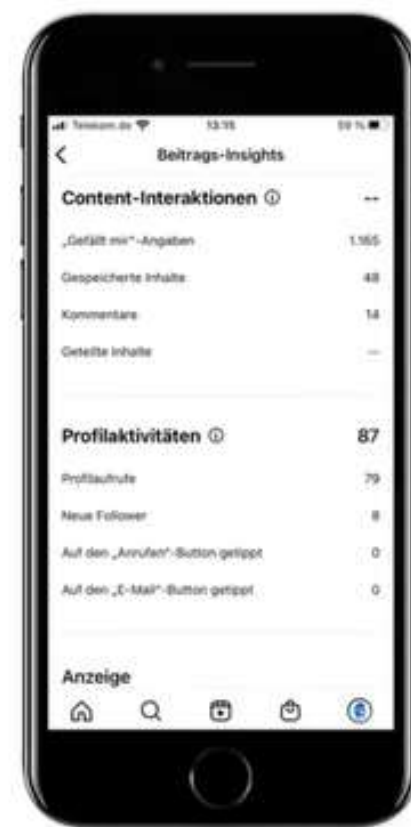 Telekom.de 13:15 59 %
Beitrags-Insights
Content-Interaktionen --
„Gefällt mir“-Angaben 1.165
Gespeicherte Inhalte 48
Kommentare 14
Geteilte Inhalte --
Profilaktivitäten 87
Profilaufrufe 79
Neue Follower 8
Auf den „Anrufen“-Button getippt 0
Auf den „E-Mail“-Button getippt 0
Anzeige